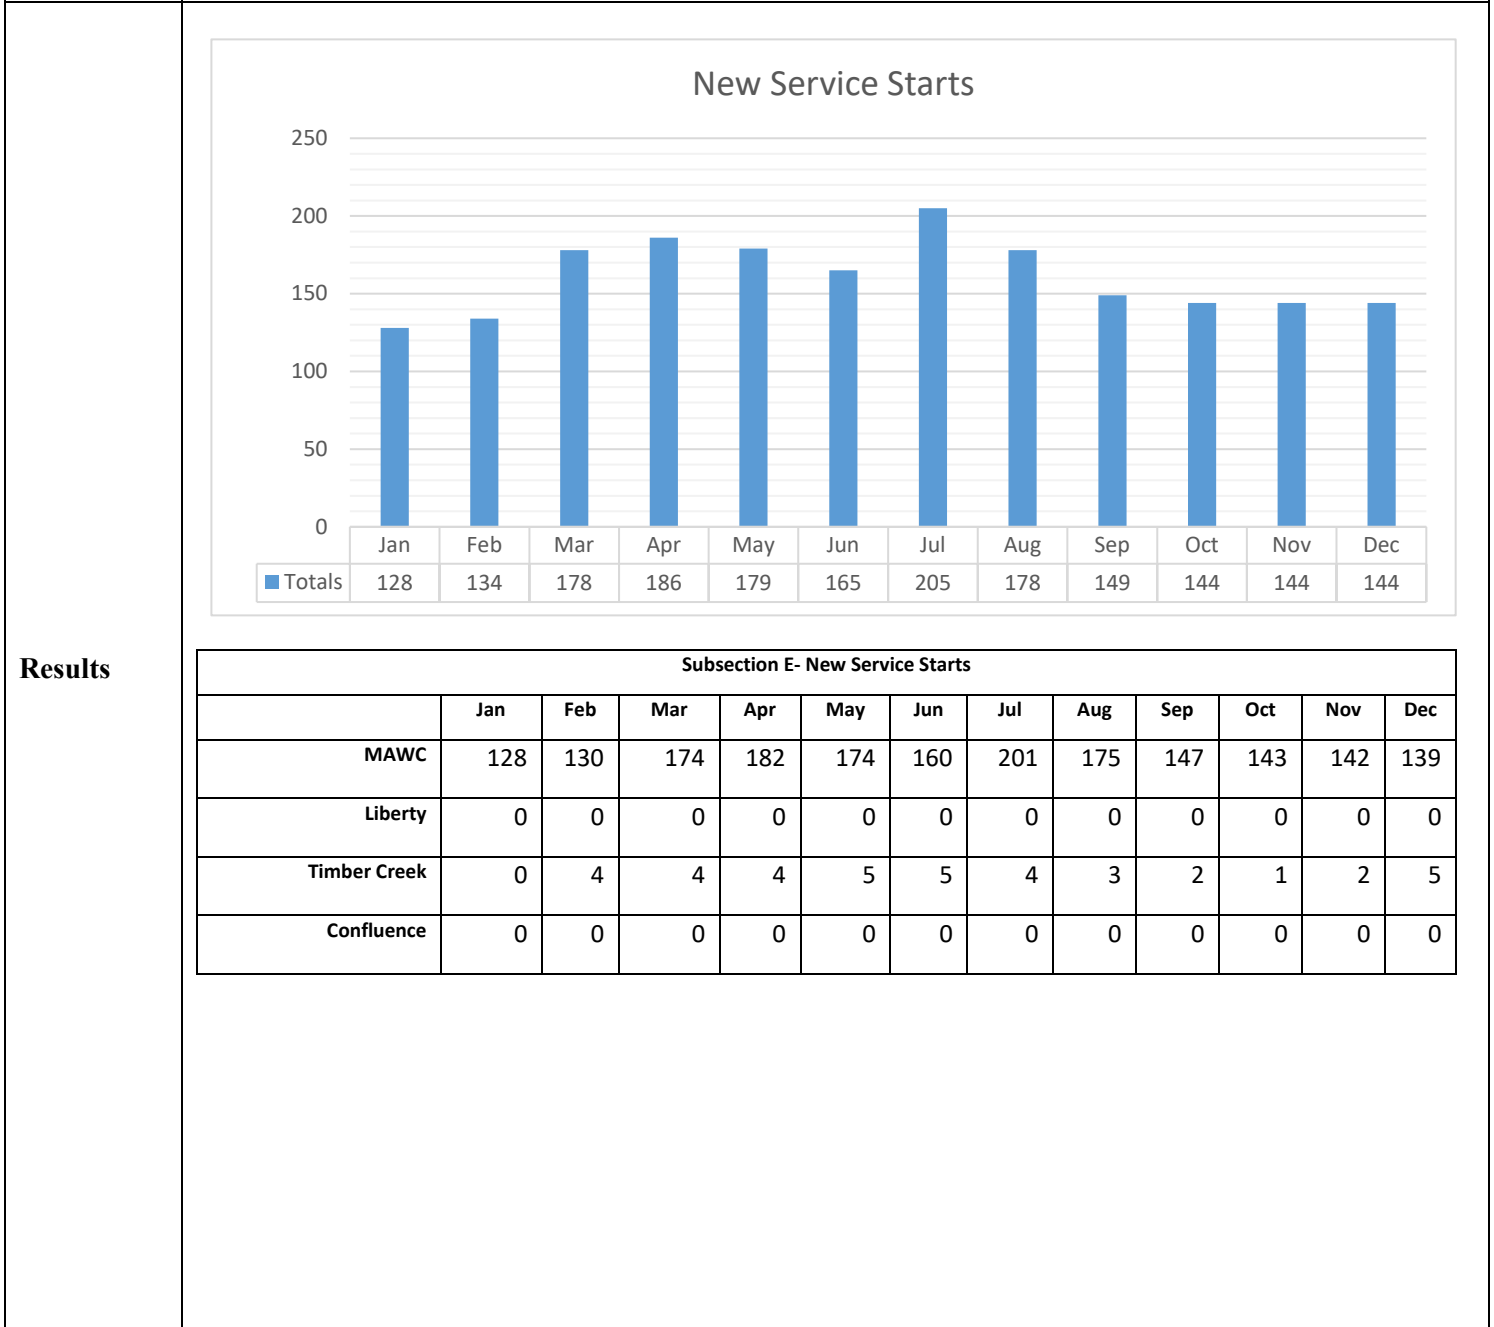 New Service Starts
250
200
150
100
50
0
Jan Feb Mar Apr May Jun Jul Aug Sep Oct Nov Dec
Totals 128 134 178 186 179 165 205 178 149 144 144 144
Results
Subsection E- New Service Starts
Jan Feb Mar Apr May Jun Jul Aug Sep Oct Nov Dec
MAWC 128 130 174 182 174 160 201 175 147 143 142 139
Liberty 0 0 0 0 0 0 0 0 0 0 0 0
Timber Creek 0 4 4 4 5 5 4 3 2 1 2 5
Confluence 0 0 0 0 0 0 0 0 0 0 0 0